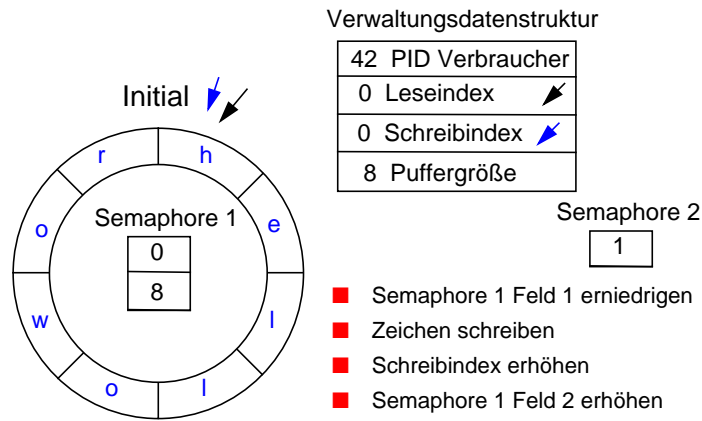 Verwaltungsdatenstruktur
42 PID Verbraucher
0 Leseindex
0 Schreibindex
8 Puffergröße
Initial
h
e
l
l
o
w
o
r
Semaphore 1
0
8
Semaphore 2
1
Semaphore 1 Feld 1 erniedrigen
Zeichen schreiben
Schreibindex erhöhen
Semaphore 1 Feld 2 erhöhen